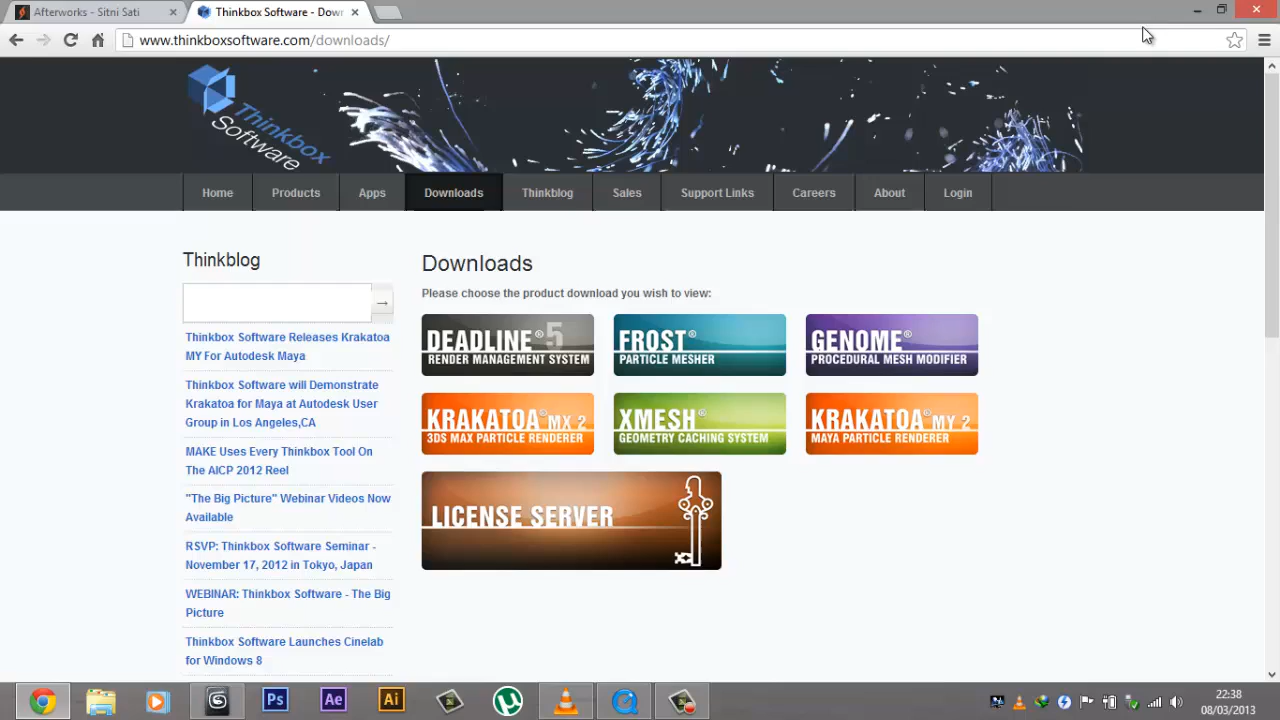 Afterworks - Sitni Sati
Thinkbox Software - Dow
www.thinkboxsoftware.com/downloads/
Thinkbox
Software
Home
Products
Apps
Downloads
Thinkblog
Sales
Support Links
Careers
About
Login
Thinkblog
→
Thinkbox Software Releases Krakatoa
MY For Autodesk Maya
Thinkbox Software will Demonstrate
Krakatoa for Maya at Autodesk User
Group in Los Angeles,CA
MAKE Uses Every Thinkbox Tool On
The AICP 2012 Reel
"The Big Picture" Webinar Videos Now
Available
RSVP: Thinkbox Software Seminar -
November 17, 2012 in Tokyo, Japan
WEBINAR: Thinkbox Software - The Big
Picture
Thinkbox Software Launches Cinelab
for Windows 8
Downloads
Please choose the product download you wish to view:
DEADLINE® 5
RENDER MANAGEMENT SYSTEM
FROST®
PARTICLE MESHER
GENOME®
PROCEDURAL MESH MODIFIER
KRAKATOA® MX 2
3DS MAX PARTICLE RENDERER
XMESH®
GEOMETRY CACHING SYSTEM
KRAKATOA® MY 2
MAYA PARTICLE RENDERER
LICENSE SERVER
Ps
Ae
Ai
22:38
08/03/2013